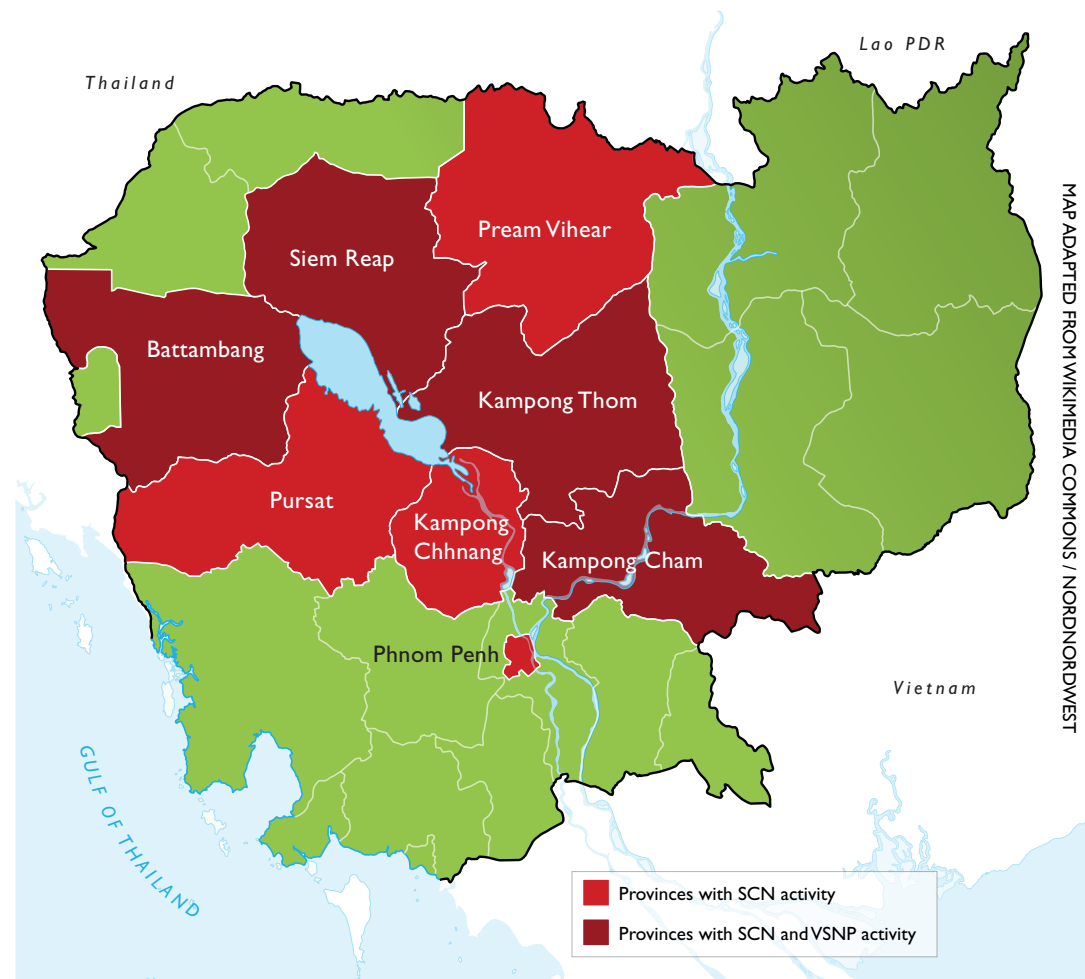 Lao PDR
Thailand
Pream Vihear
Siem Reap
Battambang
Kampong Thom
Pursat
Kampong
Chhnang
Kampong Cham
Phnom Penh
Vietnam
GULF OF THAILAND
Provinces with SCN activity
Provinces with SCN and VSNP activity
MAP ADAPTED FROM WIKIMEDIA COMMONS / NORDNORDWEST